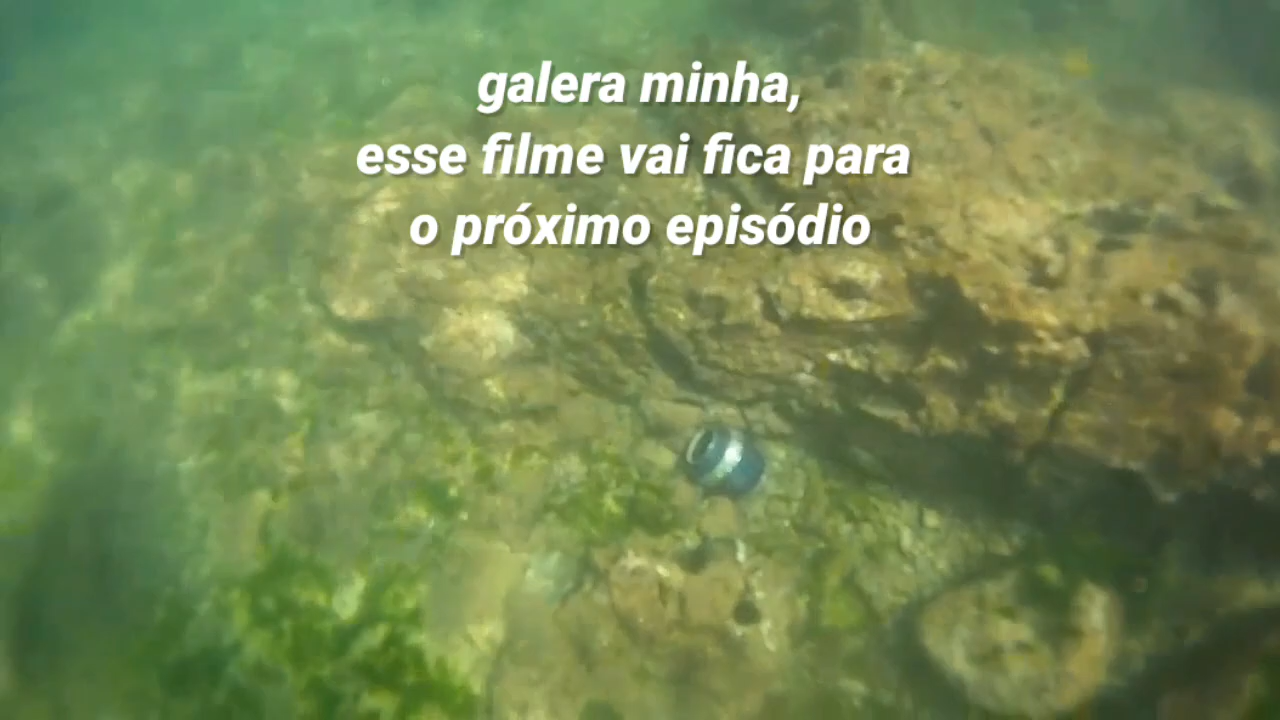 galera minha,
esse filme vai fica para
o próximo episódio